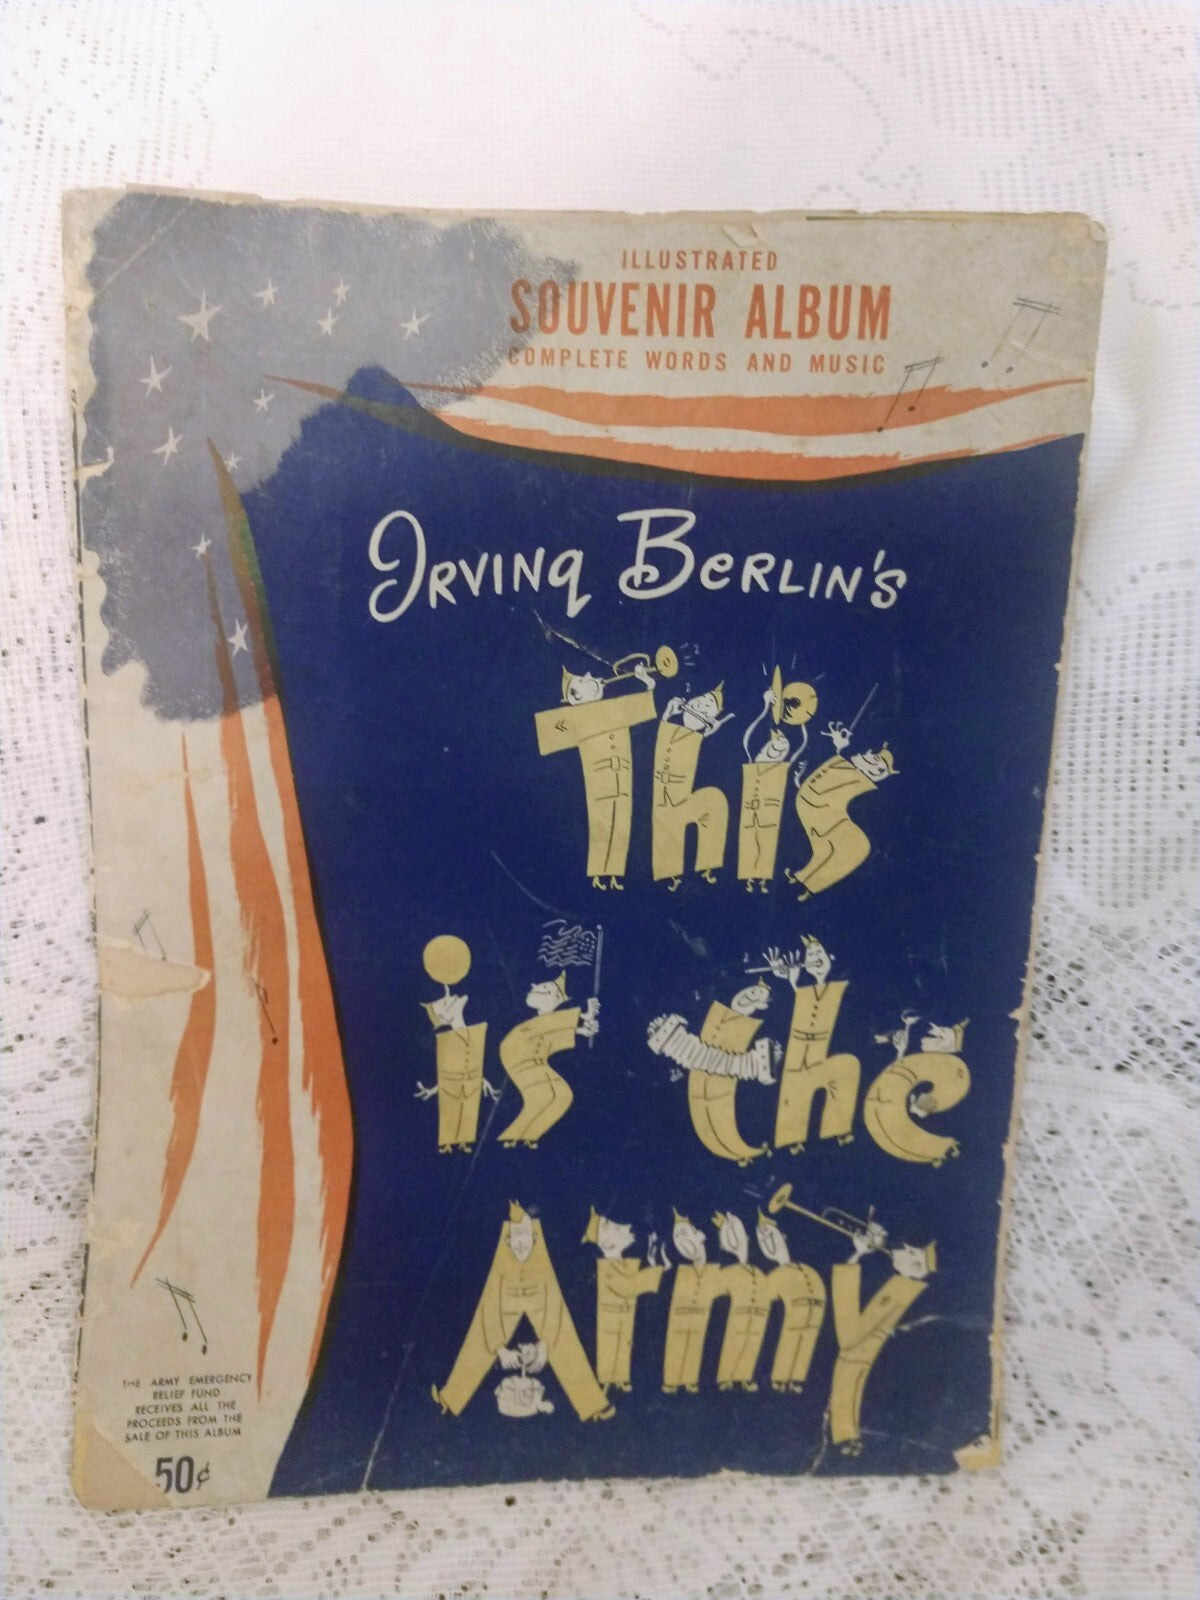 ILLUSTRATED
SOUVENIR ALBUM
COMPLETE WORDS AND MUSIC
IRVING BERLIN'S
This
is the
Army
THE ARMY EMERGENCY
RELIEF FUND
RECEIVES ALL THE
PROCEEDS FROM THE
SALE OF THIS ALBUM
50¢